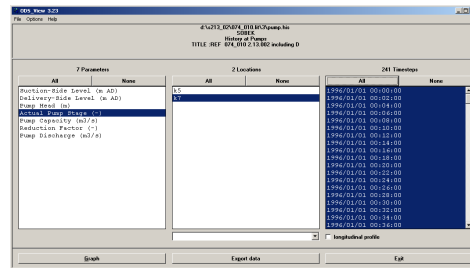 ODS_View 3.23
File Options Help
d:\s213_02\074_010.lit\3\pump.his
SOBEK
History at Pumps
TITLE :REF 074_010 2.13.002 including D
7 Parameters
2 Locations
241 Timesteps
All None
All None
All None
Suction-Side Level (m AD)
Delivery-Side Level (m AD)
Pump Head (m)
Actual Pump Stage (-)
Pump Capacity (m3/s)
Reduction Factor (-)
Pump Discharge (m3/s)
k5
k7
1996/01/01 00:00:00
1996/01/01 00:02:00
1996/01/01 00:04:00
1996/01/01 00:06:00
1996/01/01 00:08:00
1996/01/01 00:10:00
1996/01/01 00:12:00
1996/01/01 00:14:00
1996/01/01 00:16:00
1996/01/01 00:18:00
1996/01/01 00:20:00
1996/01/01 00:22:00
1996/01/01 00:24:00
1996/01/01 00:26:00
1996/01/01 00:28:00
1996/01/01 00:30:00
1996/01/01 00:32:00
1996/01/01 00:34:00
1996/01/01 00:36:00
longitudinal profile
Graph
Export data
Exit